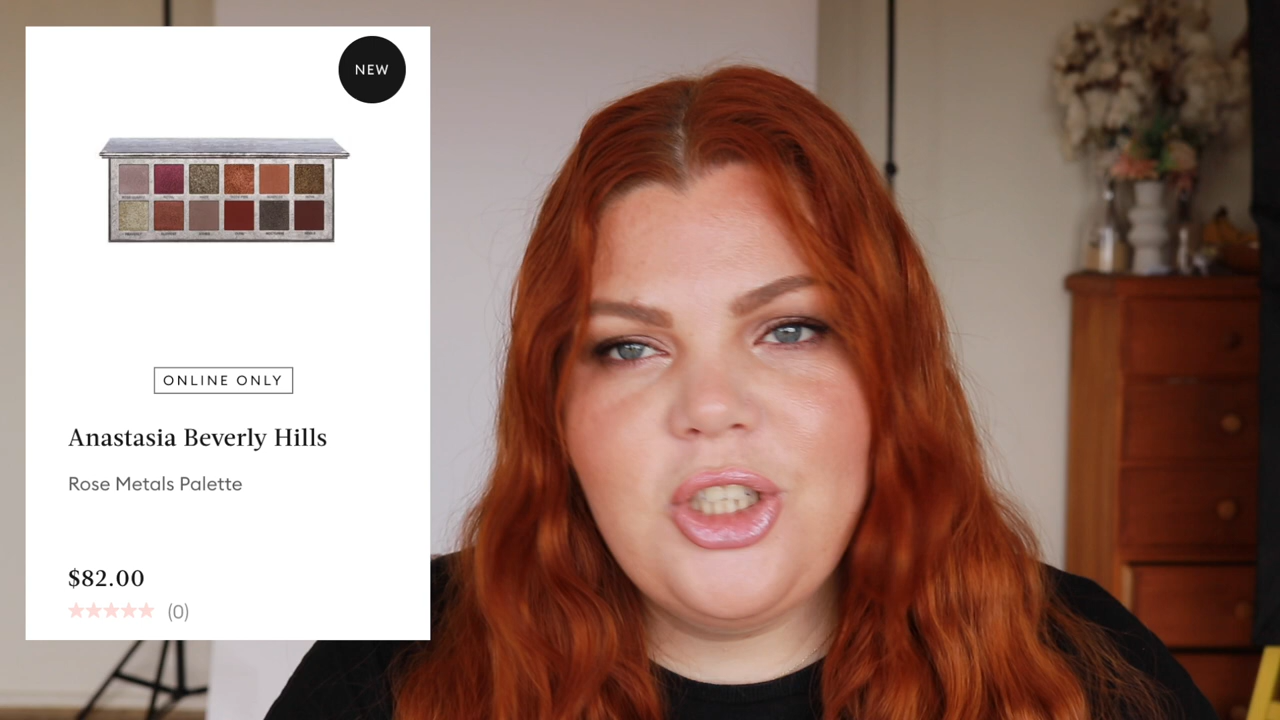 NEW
ONLINE ONLY
Anastasia Beverly Hills
Rose Metals Palette
$82.00
(0)